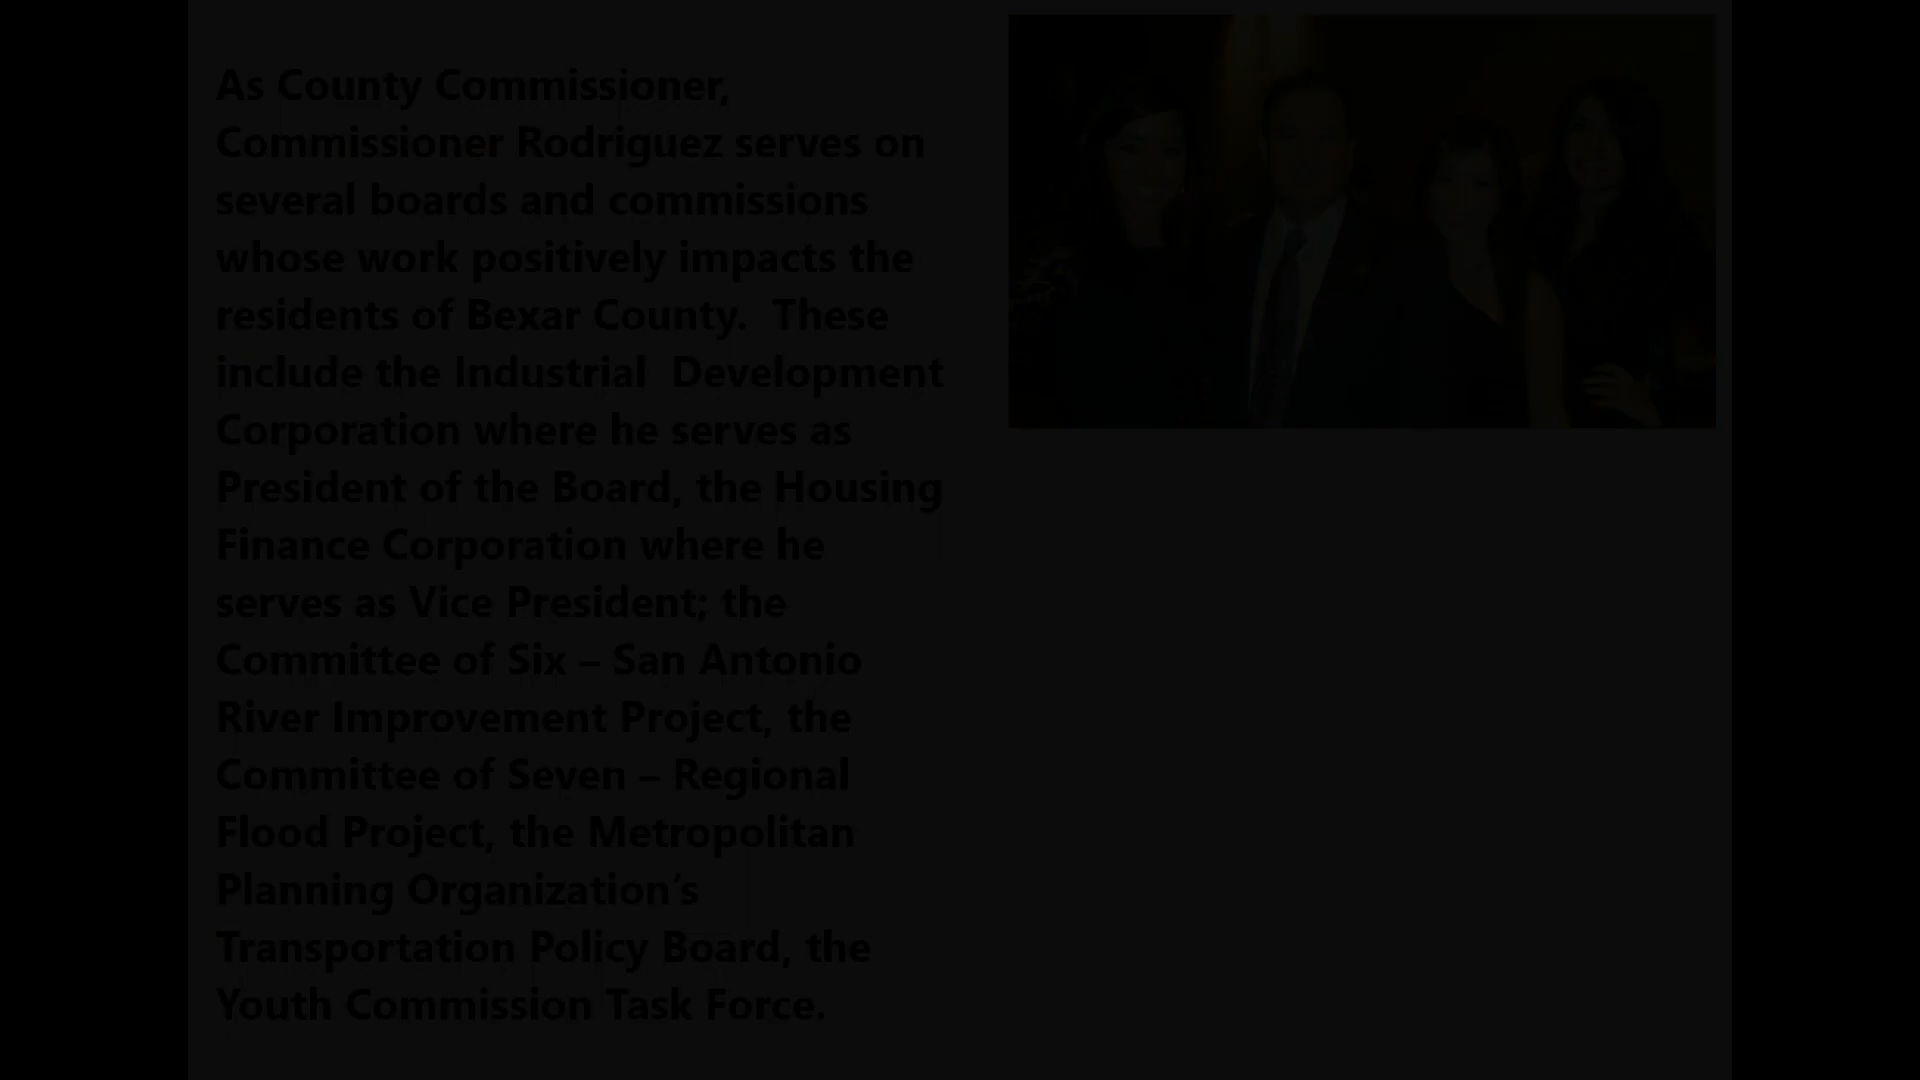 As County Commissioner,
Commissioner Rodriguez serves on
several boards and commissions
whose work positively impacts the
residents of Bexar County.  These
include the Industrial  Development
Corporation where he serves as
President of the Board, the Housing
Finance Corporation where he
serves as Vice President; the
Committee of Six – San Antonio
River Improvement Project, the
Committee of Seven – Regional
Flood Project, the Metropolitan
Planning Organization’s
Transportation Policy Board, the
Youth Commission Task Force.